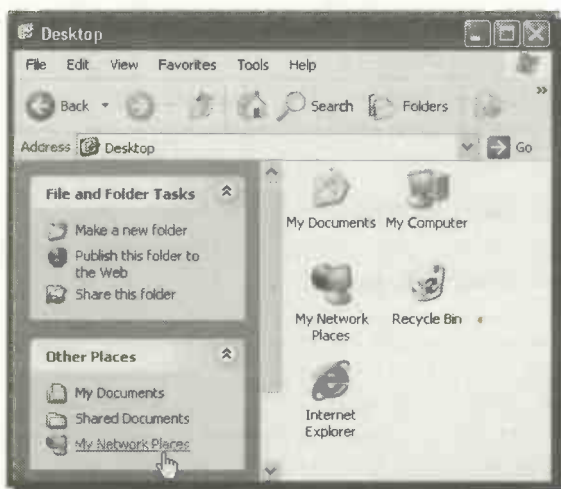 Desktop
File Edit View Favorites Tools Help
Back Search Folders
Address Desktop Go
File and Folder Tasks
Make a new folder
Publish this folder to
the Web
Share this folder
Other Places
My Documents
Shared Documents
My Network Places
My Documents My Computer
My Network
Places
Recycle Bin
Internet
Explorer